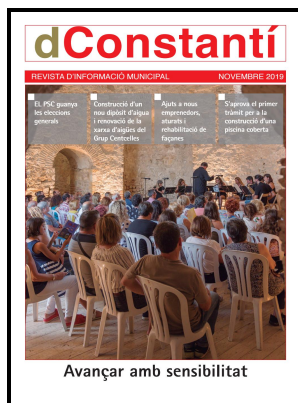 dConstantí
REVISTA D'INFORMACIÓ MUNICIPAL
NOVEMBRE 2019
EL PSC guanya
les eleccions
generals
Construcció d'un
nou dipòsit d'aigua
i renovació de la
xarxa d'aigües del
Grup Centcelles
Ajuts a nous
emprenedors,
aturats i
rehabilitació de
façanes
S'aprova el primer
tràmit per a la
construcció d'una
piscina coberta
Avançar amb sensibilitat